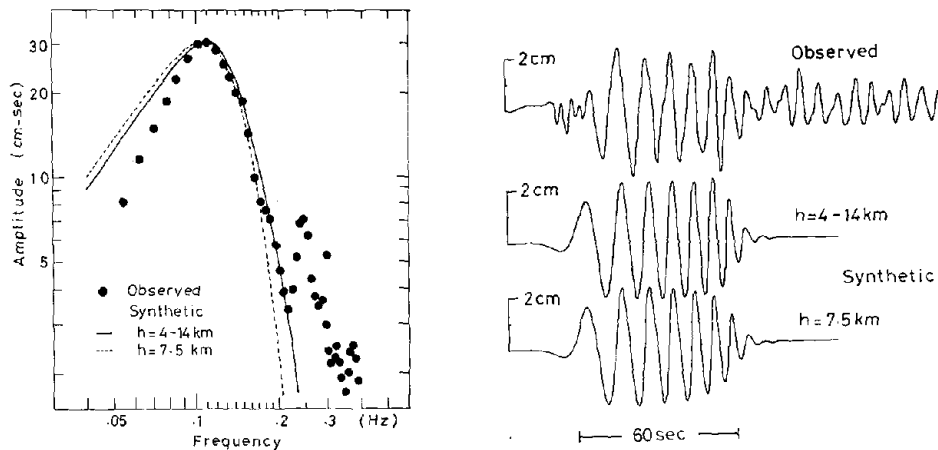 30
20
10
5
Amplitude (cm-sec)
Observed
Synthetic
h=4-14km
h=7.5 km
.05
.1
.2
.3
(Hz)
Frequency
2cm
Observed
2cm
h=4-14km
Synthetic
2cm
h=7.5km
60sec